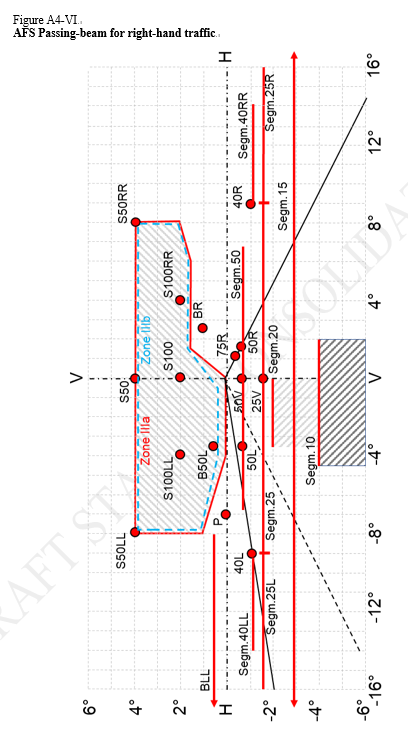 Figure A4-VI.
AFS Passing-beam for right-hand traffic.
H
16°
12°
8°
4°
V
-4°
-8°
-12°
-16°
6°
4°
2°
H
-2°
-4°
-6°
V
S50RR
S100RR
BR
S50
S100
Zone IIIb
Zone IIIa
S100LL
S50LL
B50L
P
BLL
75R
50R
50V
25V
50L
40R
40L
Segm.40RR
Segm.25R
Segm.15
Segm.50
Segm.20
Segm.10
Segm.25
Segm.25L
Segm.40LL
RAFT STA
ONSOLIDA